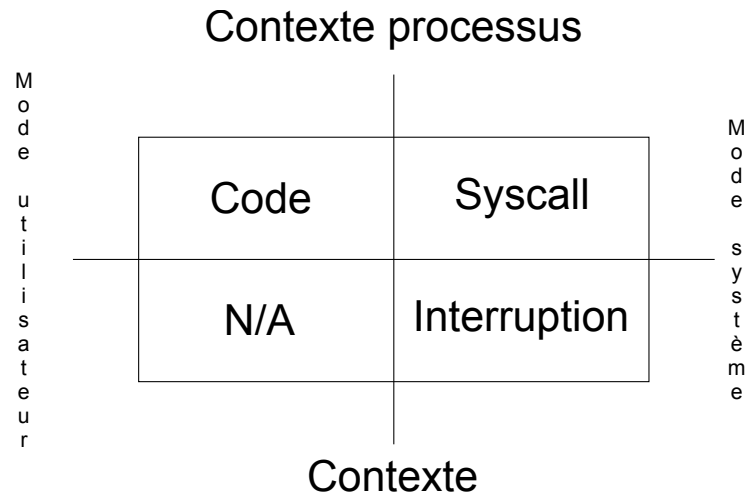 Contexte processus
Mode utilisateur
Mode système
Code
Syscall
N/A
Interruption
Contexte